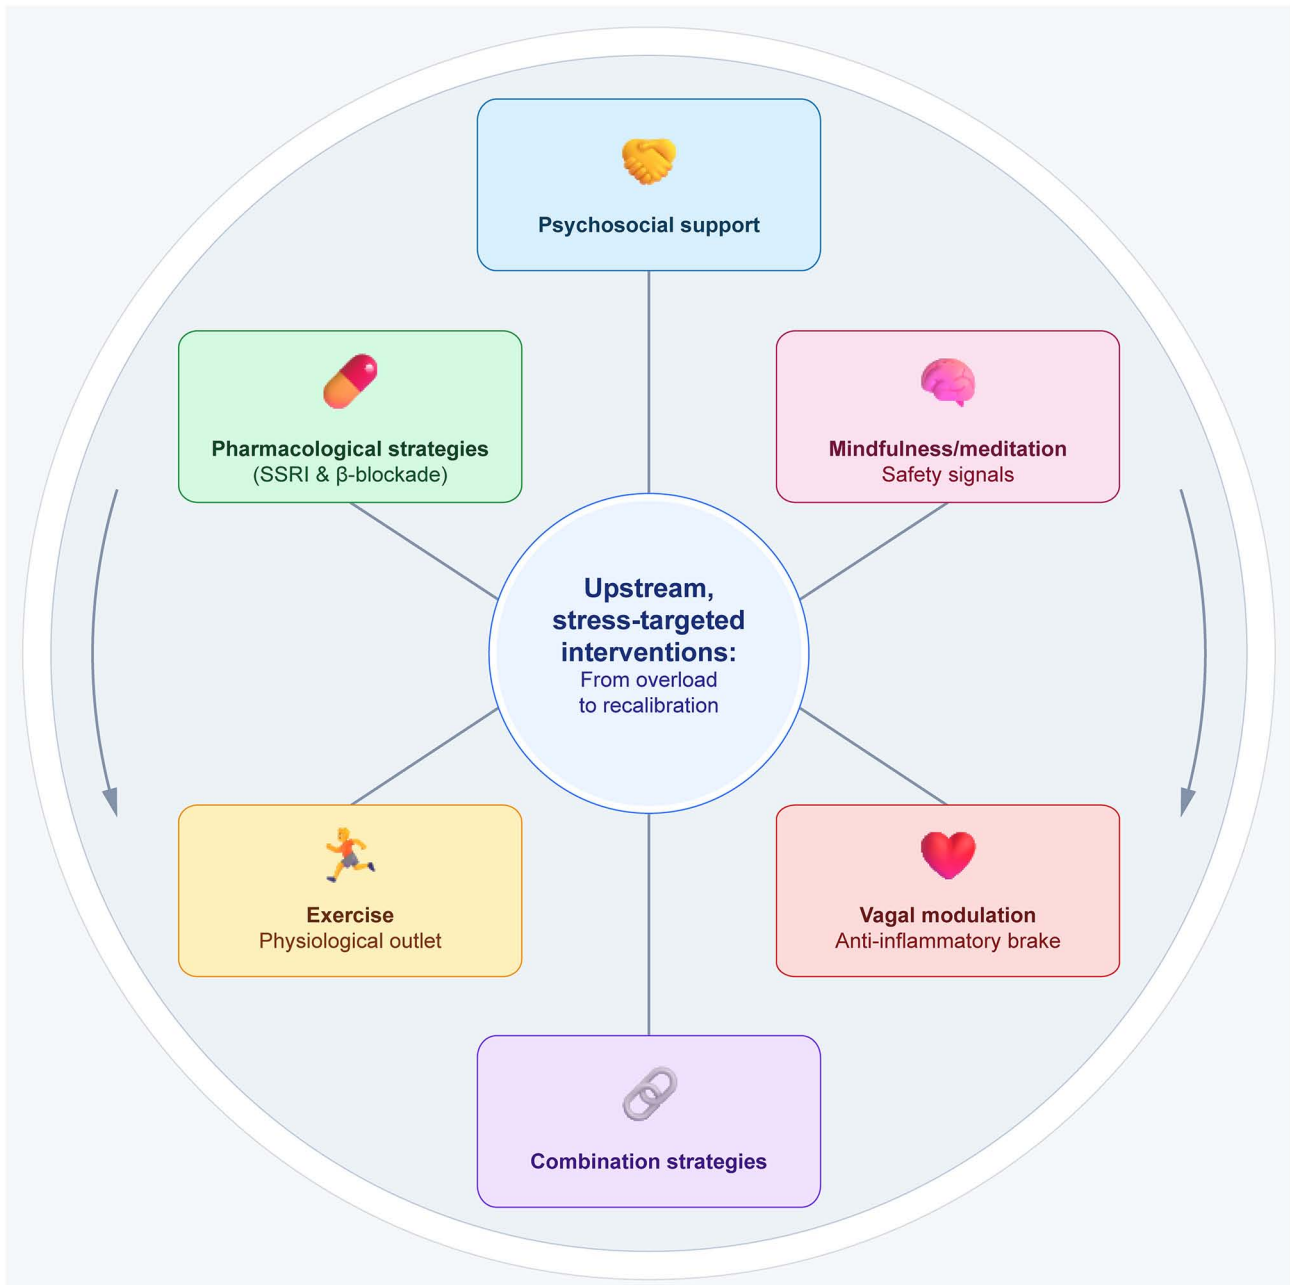 Psychosocial support
Pharmacological strategies
(SSRI & β-blockade)
Mindfulness/meditation
Safety signals
Upstream,
stress-targeted
interventions:
From overload
to recalibration
Exercise
Physiological outlet
Vagal modulation
Anti-inflammatory brake
Combination strategies